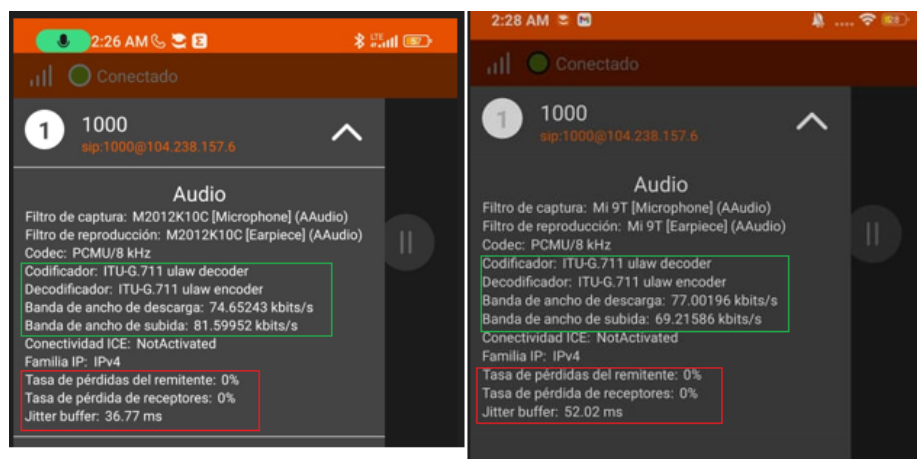 2:26 AM
LTE
Conectado
1
1000
sip:1000@104.238.157.6
Audio
Filtro de captura: M2012K10C [Microphone] (AAudio)
Filtro de reproducción: M2012K10C [Earpiece] (AAudio)
Codec: PCMU/8 kHz
Codificador: ITU-G.711 ulaw decoder
Decodificador: ITU-G.711 ulaw encoder
Banda de ancho de descarga: 74.65243 kbits/s
Banda de ancho de subida: 81.59952 kbits/s
Conectividad ICE: NotActivated
Familia IP: IPv4
Tasa de pérdidas del remitente: 0%
Tasa de pérdida de receptores: 0%
Jitter buffer: 36.77 ms
2:28 AM
Conectado
1
1000
sip:1000@104.238.157.6
Audio
Filtro de captura: Mi 9T [Microphone] (AAudio)
Filtro de reproducción: Mi 9T [Earpiece] (AAudio)
Codec: PCMU/8 kHz
Codificador: ITU-G.711 ulaw decoder
Decodificador: ITU-G.711 ulaw encoder
Banda de ancho de descarga: 77.00196 kbits/s
Banda de ancho de subida: 69.21586 kbits/s
Conectividad ICE: NotActivated
Familia IP: IPv4
Tasa de pérdidas del remitente: 0%
Tasa de pérdida de receptores: 0%
Jitter buffer: 52.02 ms